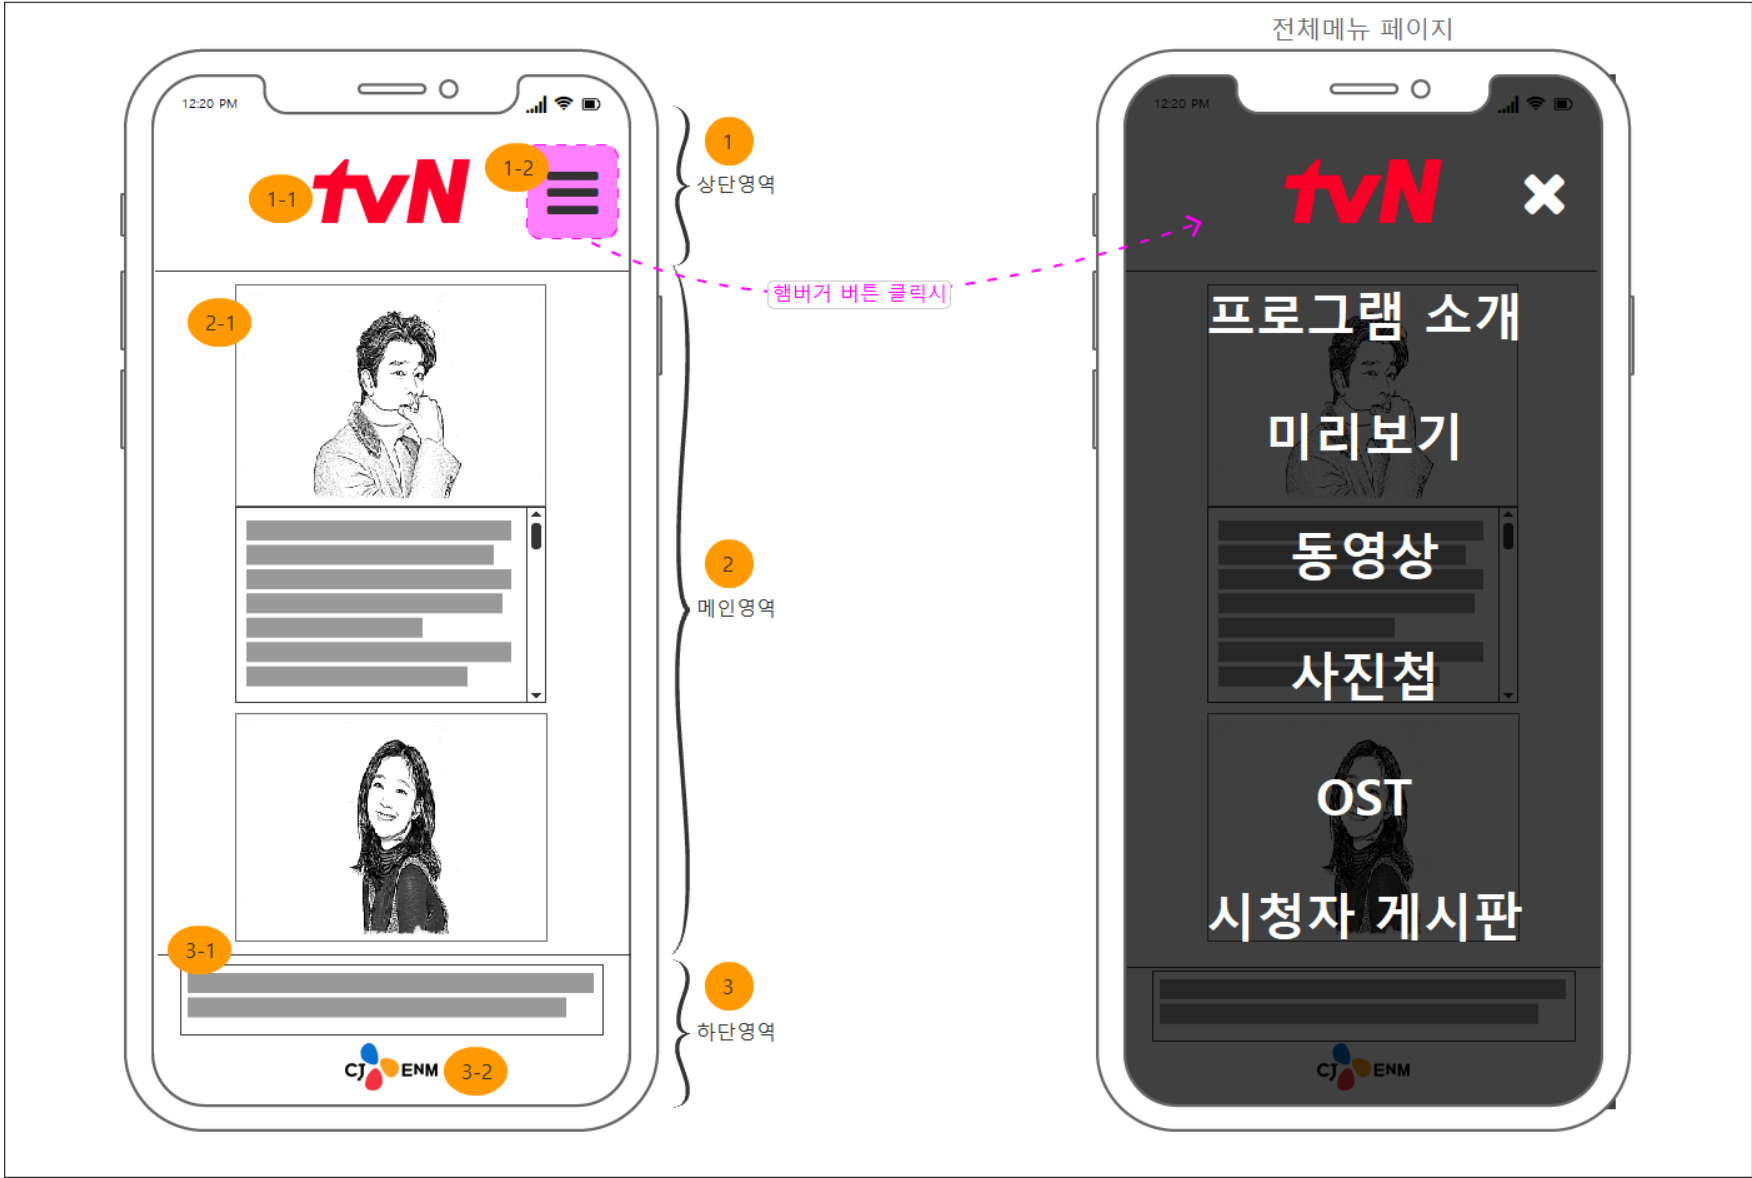 전체메뉴 페이지
12:20 PM
1-1
tvN
1-2
1
상단영역
햄버거 버튼 클릭시
2-1
2
메인영역
3-1
3
하단영역
CJ ENM
3-2
12:20 PM
tvN
프로그램 소개
미리보기
동영상
사진첩
OST
시청자 게시판
CJ ENM